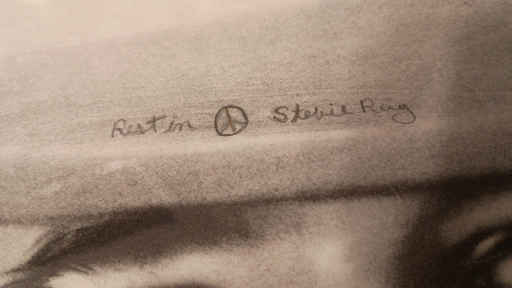 Rest in ☮ Stevie Ray